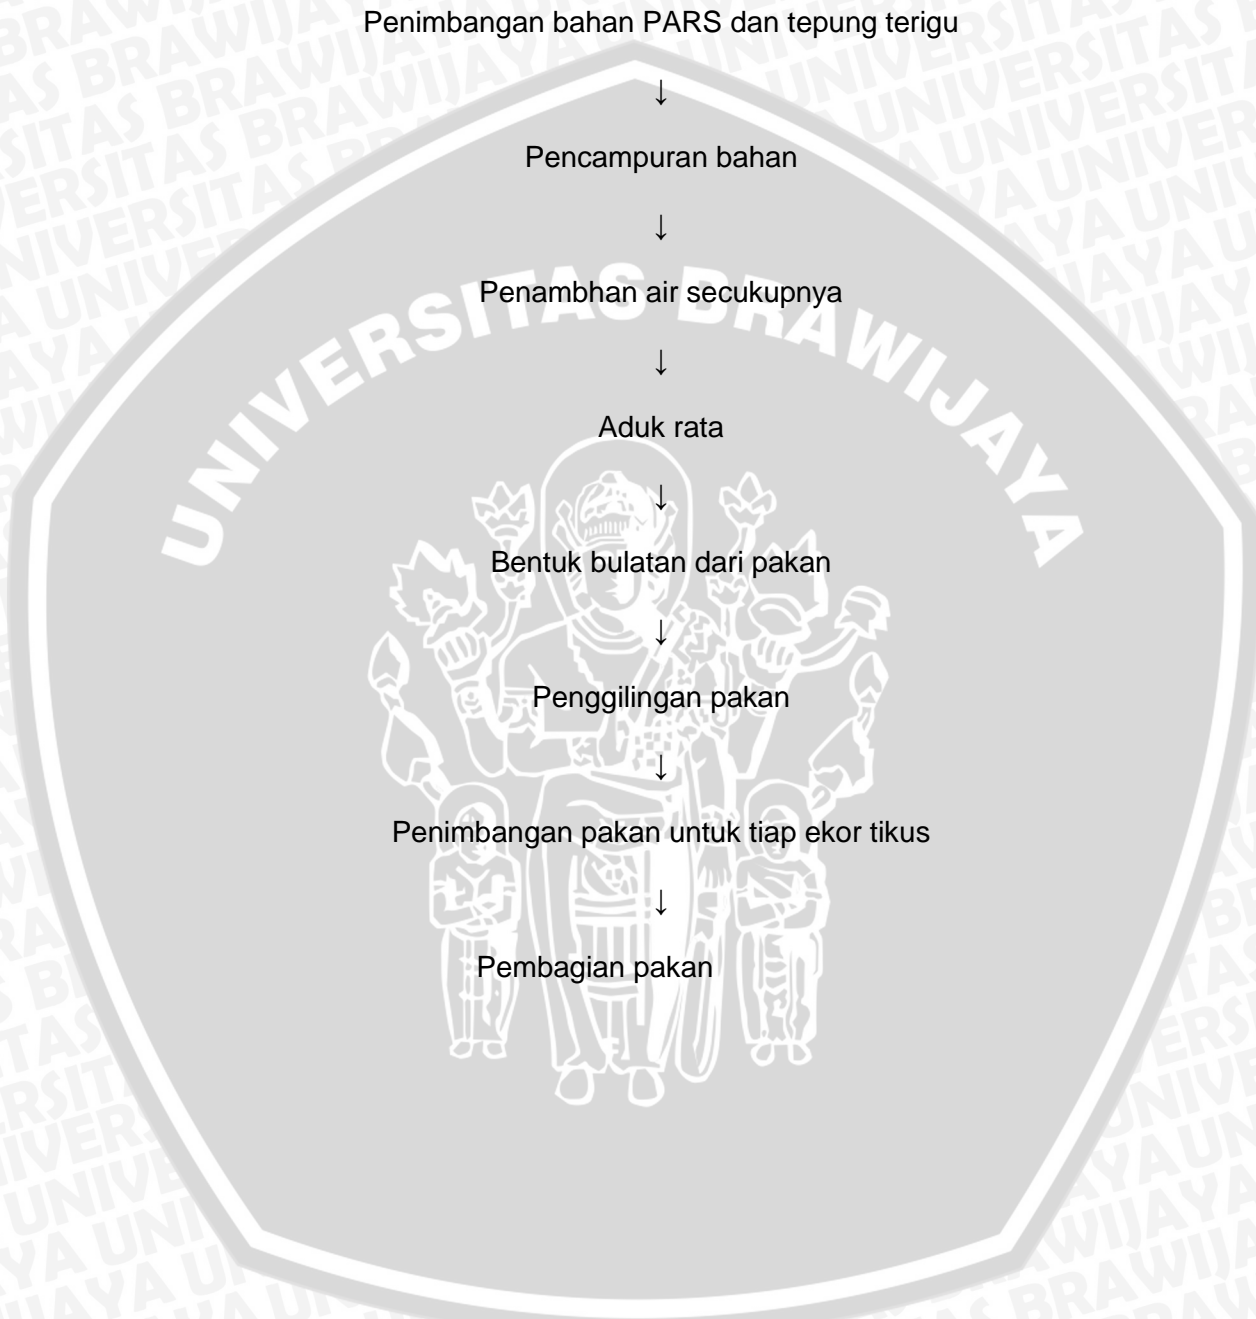 Penimbangan bahan PARS dan tepung terigu
↓
Pencampuran bahan
↓
Penambhan air secukupnya
↓
Aduk rata
↓
Bentuk bulatan dari pakan
↓
Penggilingan pakan
↓
Penimbangan pakan untuk tiap ekor tikus
↓
Pembagian pakan
UNIVERSITAS BRAWIJAYA